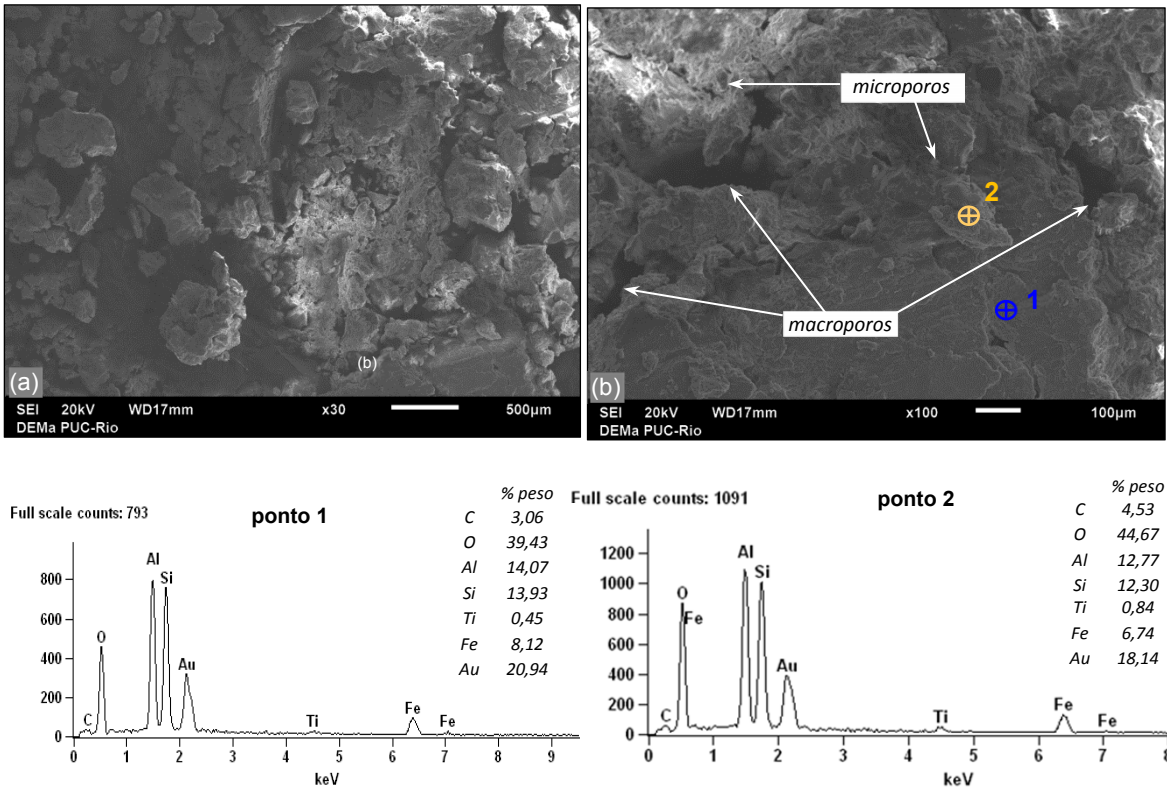 (b)
(a)
SEI 20kV WD17mm x30 500µm
DEMa PUC-Rio
microporos
2
1
macroporos
(b)
SEI 20kV WD17mm x100 100µm
DEMa PUC-Rio
Full scale counts: 793
ponto 1
% peso
C 3,06
O 39,43
Al 14,07
Si 13,93
Ti 0,45
Fe 8,12
Au 20,94
800
600
400
200
0
C
O
Al
Si
Au
Ti
Fe
Fe
0 1 2 3 4 5 6 7 8 9
keV
Full scale counts: 1091
ponto 2
% peso
C 4,53
O 44,67
Al 12,77
Si 12,30
Ti 0,84
Fe 6,74
Au 18,14
1200
1000
800
600
400
200
0
C
O
Fe
Al
Si
Au
Ti
Fe
Fe
0 1 2 3 4 5 6 7 8
keV